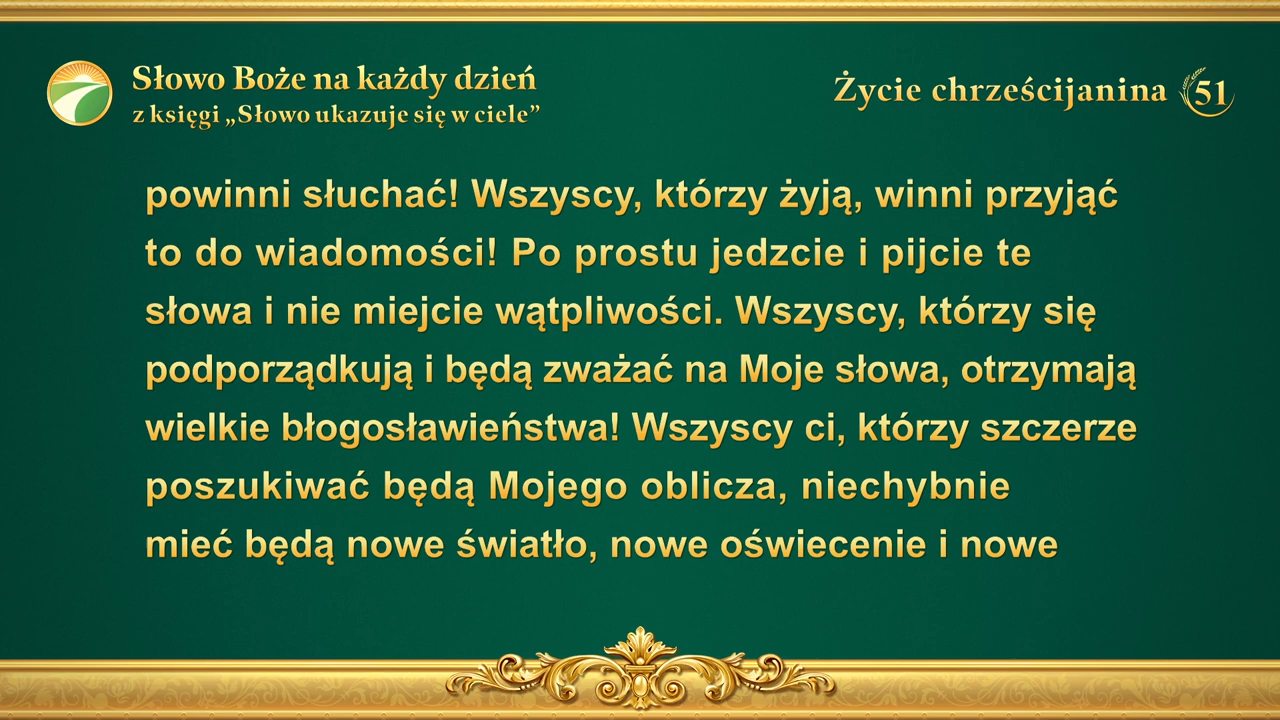 Słowo Boże na każdy dzień
z księgi „Słowo ukazuje się w ciele”
Życie chrześcijanina 51
powinni słuchać! Wszyscy, którzy żyją, winni przyjąć
to do wiadomości! Po prostu jedzcie i pijcie te
słowa i nie miejcie wątpliwości. Wszyscy, którzy się
podporządkują i będą zważać na Moje słowa, otrzymają
wielkie błogosławieństwa! Wszyscy ci, którzy szczerze
poszukiwać będą Mojego oblicza, niechybnie
mieć będą nowe światło, nowe oświecenie i nowe